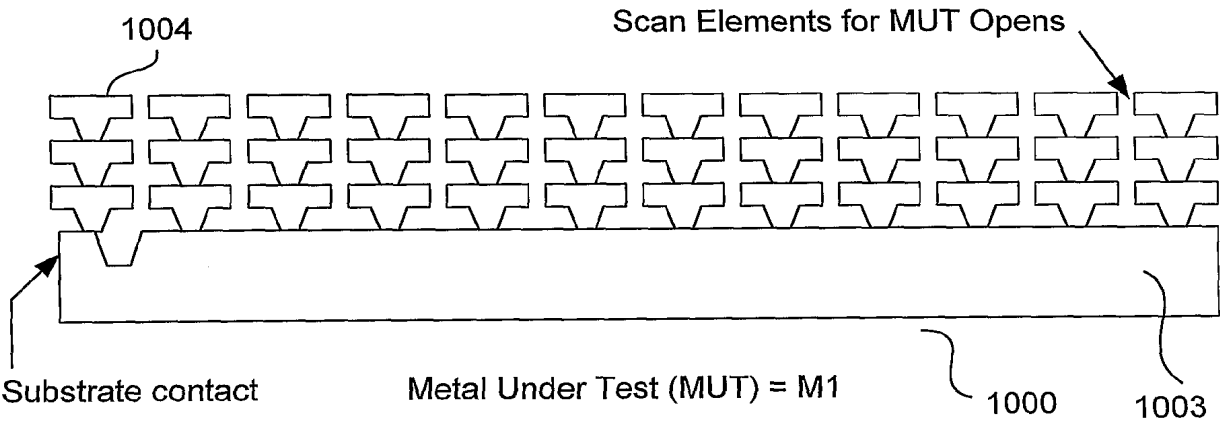 Scan Elements for MUT Opens
1004
Substrate contact
Metal Under Test (MUT) = M1
1000
1003